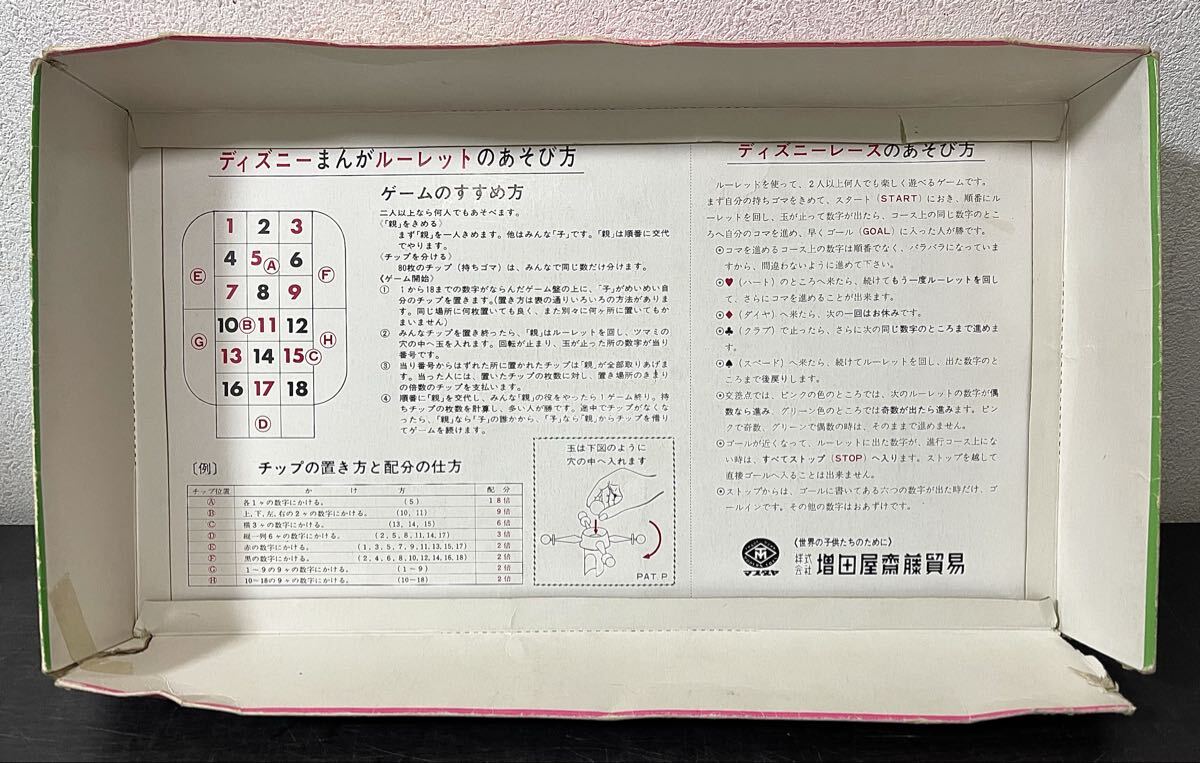 ディズニーまんがルーレットのあそび方
ゲームのすすめ方
二人以上なら何人でもあそべます。
(「親」をきめる)
まず「親」を一人きめます。他はみんな「子」です。「親」は順番に交代
でやります。
(チップを分ける)
80枚のチップ(持ちゴマ)は、みんなで同じ数だけ分けます。
《ゲーム開始》
① 1から18までの数字がならんだゲーム盤の上に、「子」がめいめい自
分のチップを置きます。(置き方は表の通りいろいろの方法がありま
す。同じ場所に何枚置いても良く、また別々に何ヶ所に置いてもか
まいません)
② みんなチップを置き終ったら、「親」はルーレットを回し、ツマミの
穴の中へ玉を入れます。回転が止まり、玉が止った所の数字が当り
番号です。
③ 当り番号からはずれた所に置かれたチップは「親」が全部取りあげま
す。当った人には、置いたチップの枚数に対し、置き場所のきまり
の倍数のチップを支払います。
④ 順番に「親」を交代し、みんな「親」の役をやったら1ゲーム終り。持
ちチップの枚数を計算し、多い人が勝です。途中でチップがなくな
ったら、「親」なら「子」の誰かから、「子」なら「親」からチップを借り
てゲームを続けます。
1 2 3
4 5 Ⓐ 6
Ⓔ Ⓕ
7 8 9
10 Ⓑ 11 12
Ⓖ Ⓗ
13 14 15 Ⓒ
16 17 18
Ⓓ
〔例〕 チップの置き方と配分の仕方
チップ位置 かけ方 配分
Ⓐ 各1ヶの数字にかける。 (5) 18倍
Ⓑ 上、下、左、右の2ヶの数字にかける。 (10, 11) 9倍
Ⓒ 横3ヶの数字にかける。 (13, 14, 15) 6倍
Ⓓ 縦一列6ヶの数字にかける。 (2, 5, 8, 11, 14, 17) 3倍
Ⓔ 赤の数字にかける。 (1, 3, 5, 7, 9, 11, 13, 15, 17) 2倍
Ⓕ 黒の数字にかける。 (2, 4, 6, 8, 10, 12, 14, 16, 18) 2倍
Ⓖ 1〜9の9ヶの数字にかける。 (1〜9) 2倍
Ⓗ 10〜18の9ヶの数字にかける。 (10〜18) 2倍
玉は下図のように
穴の中へ入れます
PAT. P
ディズニーレースのあそび方
ルーレットを使って、2人以上何人でも楽しく遊べるゲームです。
まず自分の持ちゴマをきめて、スタート(START)におき、順番にル
ーレットを回し、玉が止って数字が出たら、コース上の同じ数字のとこ
ろへ自分のコマを進め、早くゴール(GOAL)に入った人が勝です。
⊙コマを進めるコース上の数字は順番でなく、バラバラになっていま
すから、間違わないように進めて下さい。
⊙♥(ハート)のところへ来たら、続けてもう一度ルーレットを回し
て、さらにコマを進めることが出来ます。
⊙♦(ダイヤ)へ来たら、次の一回はお休みです。
⊙♣(クラブ)で止ったら、さらに次の同じ数字のところまで進めま
す。
⊙♠(スペード)へ来たら、続けてルーレットを回し、出た数字のと
ころまで後戻りします。
⊙交差点では、ピンクの色のところでは、次のルーレットの数字が偶
数なら進み、グリーン色のところでは奇数が出たら進みます。ピン
クで奇数、グリーンで偶数の時は、そのままで進めません。
⊙ゴールが近くなって、ルーレットに出た数字が、進行コース上にな
い時は、すべてストップ(STOP)へ入ります。ストップを越して
直接ゴールへ入ることは出来ません。
⊙ストップからは、ゴールに書いてある六つの数字が出た時だけ、ゴ
ールインです。その他の数字はおあずけです。
マスダヤ
〈世界の子供たちのために〉
株式会社 増田屋齋藤貿易